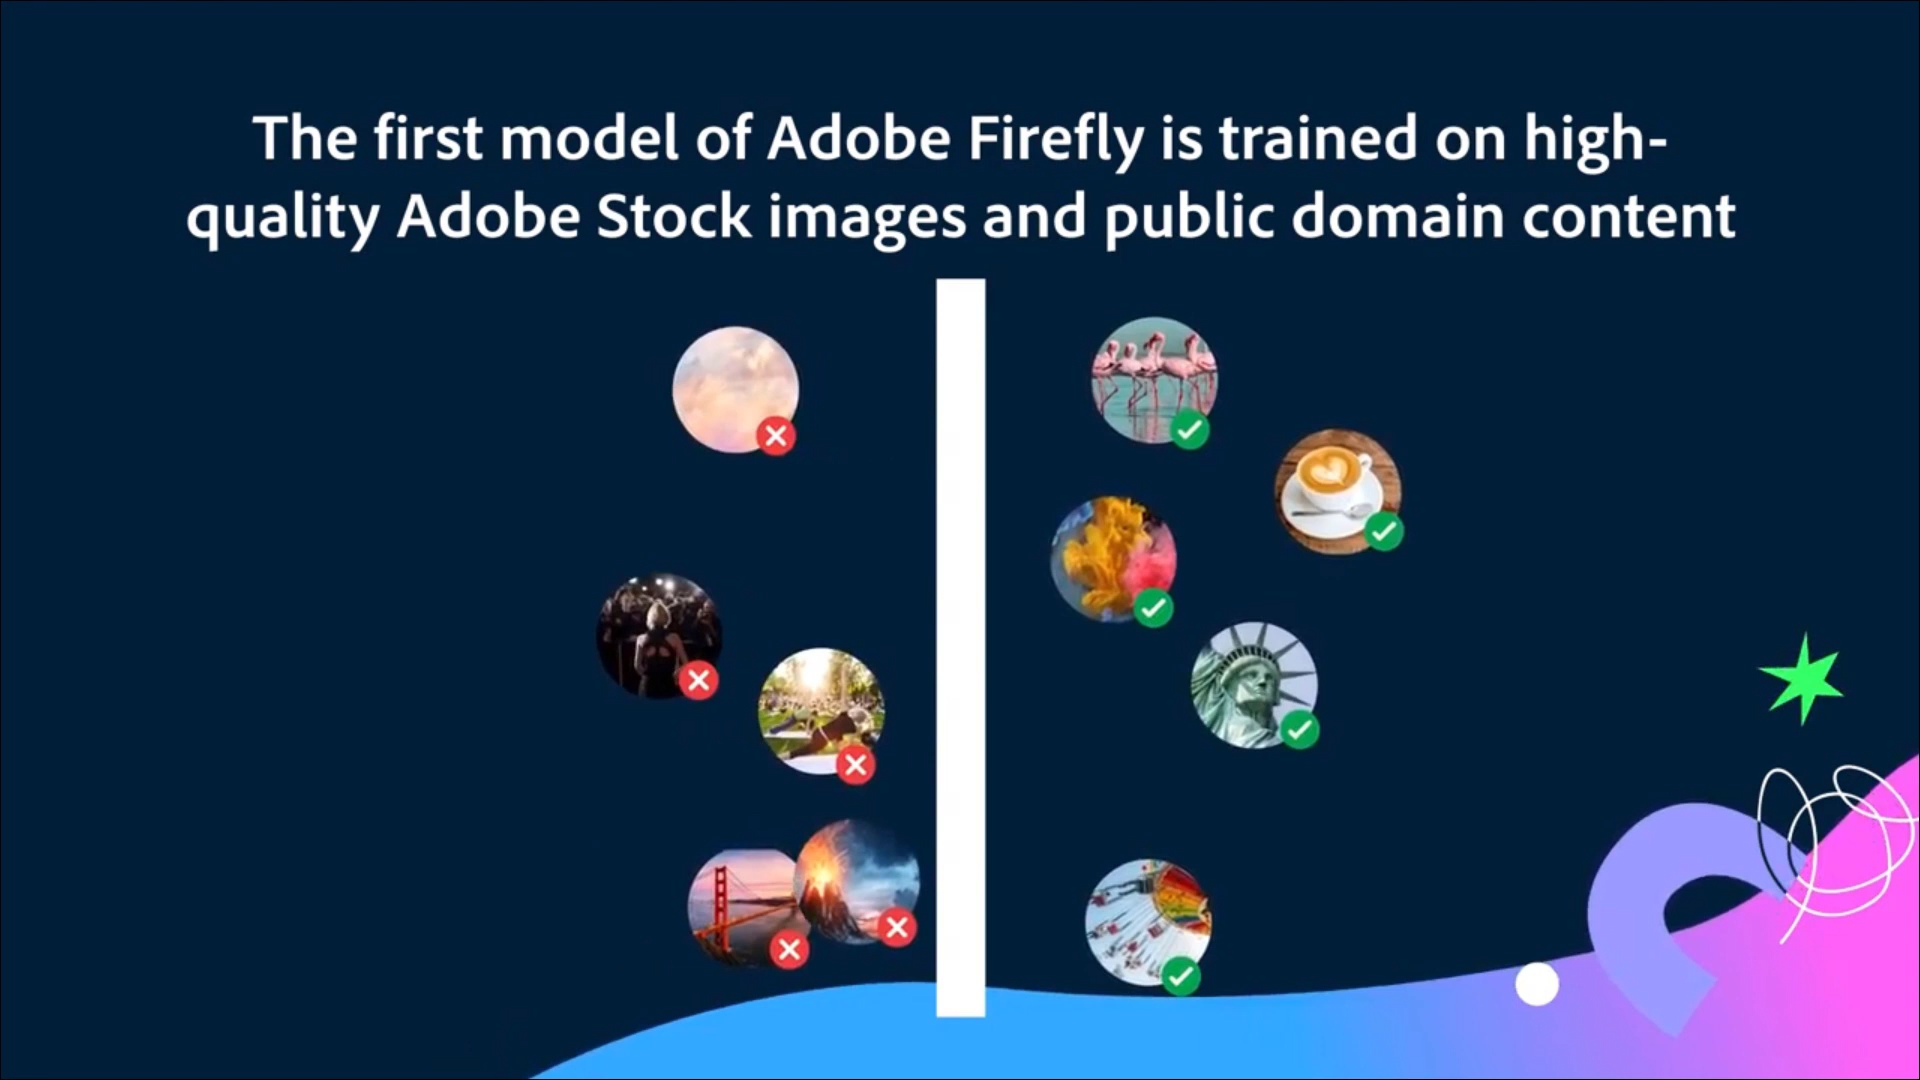 The first model of Adobe Firefly is trained on high-
quality Adobe Stock images and public domain content